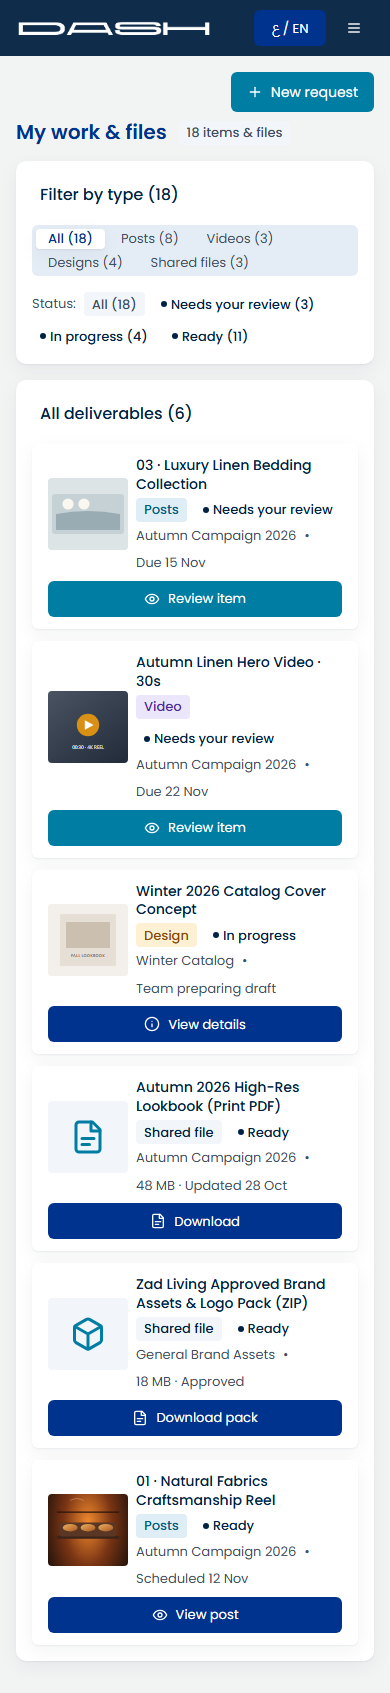 DASH
ع / EN
New request
My work & files
18 items & files
Filter by type (18)
All (18) Posts (8) Videos (3)
Designs (4) Shared files (3)
Status: All (18) • Needs your review (3)
• In progress (4) • Ready (11)
All deliverables (6)
03 · Luxury Linen Bedding
Collection
Posts • Needs your review
Autumn Campaign 2026 •
Due 15 Nov
Review item
Autumn Linen Hero Video ·
30s
Video
• Needs your review
00:30 · 4K REEL
Autumn Campaign 2026 •
Due 22 Nov
Review item
Winter 2026 Catalog Cover
Concept
Design • In progress
FALL LOOKBOOK
Winter Catalog •
Team preparing draft
View details
Autumn 2026 High-Res
Lookbook (Print PDF)
Shared file • Ready
Autumn Campaign 2026 •
48 MB · Updated 28 Oct
Download
Zad Living Approved Brand
Assets & Logo Pack (ZIP)
Shared file • Ready
General Brand Assets •
18 MB · Approved
Download pack
01 · Natural Fabrics
Craftsmanship Reel
Posts • Ready
Autumn Campaign 2026 •
Scheduled 12 Nov
View post